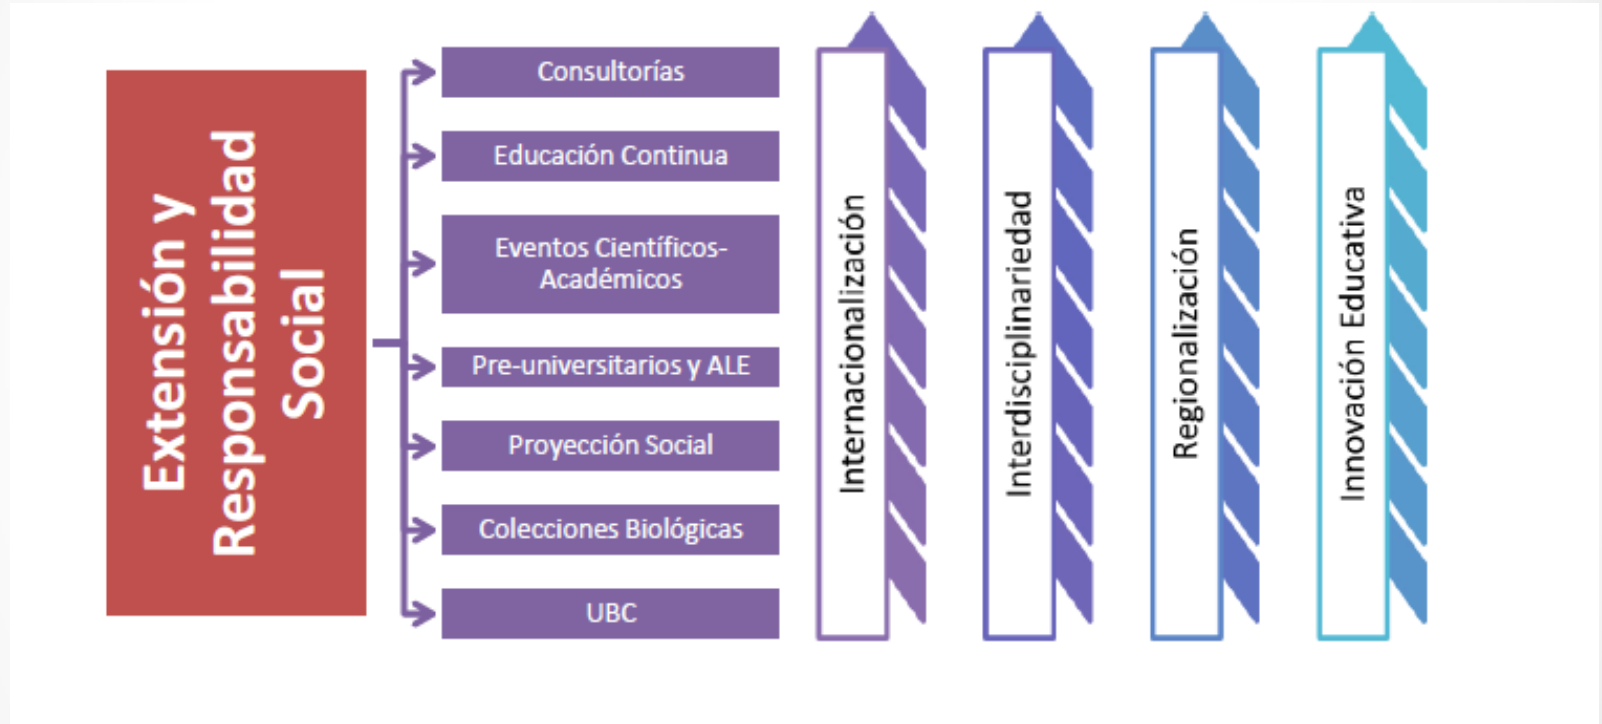 Extensión y
Responsabilidad
Social
Consultorías
Educación Continua
Eventos Científicos-
Académicos
Pre-universitarios y ALE
Proyección Social
Colecciones Biológicas
UBC
Internacionalización
Interdisciplinariedad
Regionalización
Innovación Educativa